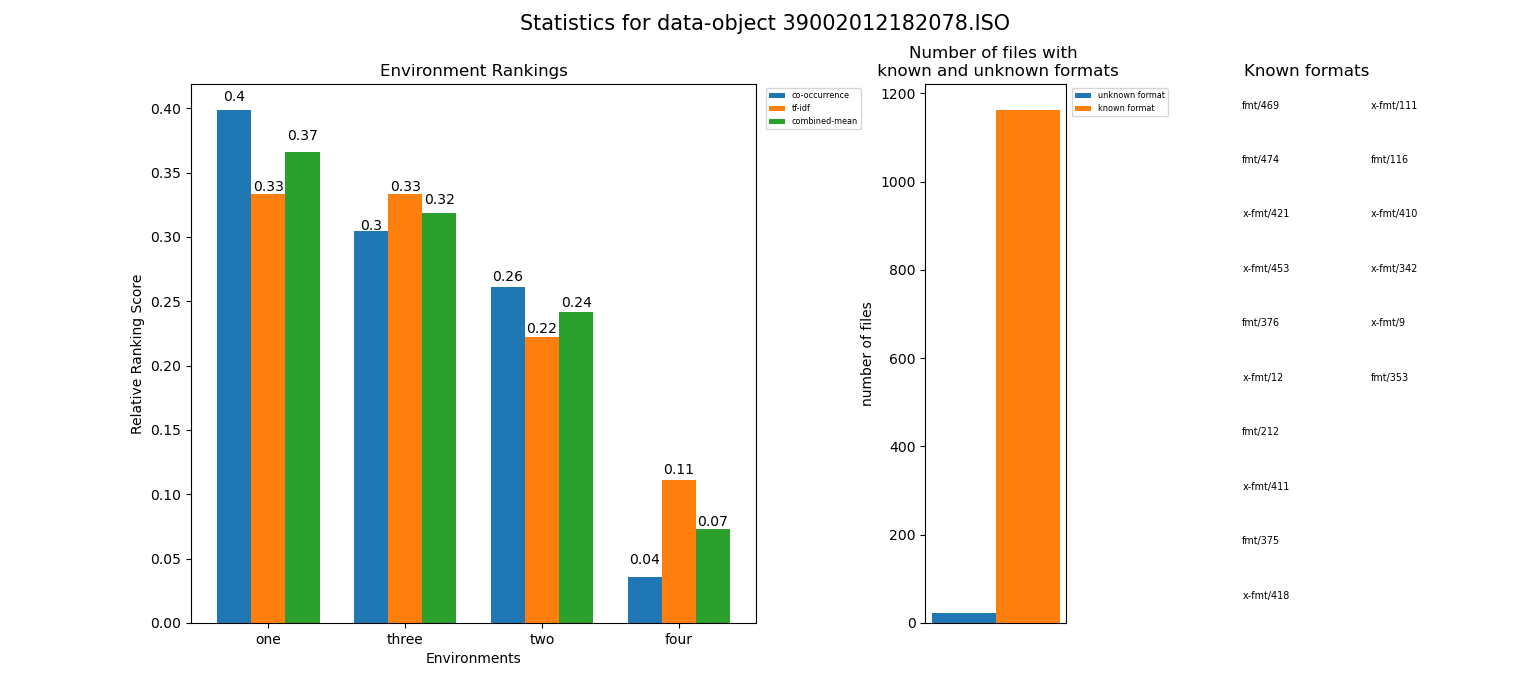 Statistics for data-object 39002012182078.ISO
Environment Rankings
0.40
0.35
0.30
0.25
0.20
0.15
0.10
0.05
0.00
Relative Ranking Score
0.4
0.33
0.37
0.3
0.33
0.32
0.26
0.22
0.24
0.04
0.11
0.07
one
three
two
four
Environments
co-occurrence
tf-idf
combined-mean
Number of files with
known and unknown formats
1200
1000
800
600
400
200
0
number of files
unknown format
known format
Known formats
fmt/469
fmt/474
x-fmt/421
x-fmt/453
fmt/376
x-fmt/12
fmt/212
x-fmt/411
fmt/375
x-fmt/418
x-fmt/111
fmt/116
x-fmt/410
x-fmt/342
x-fmt/9
fmt/353